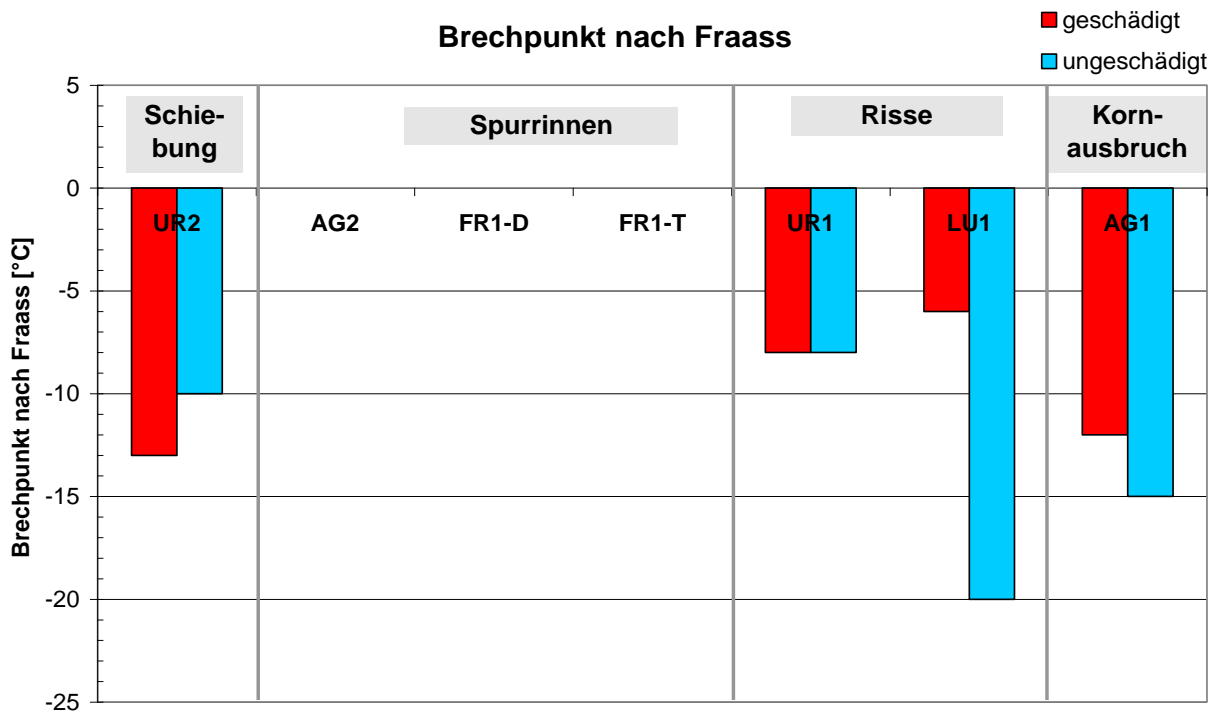 Brechpunkt nach Fraass
geschädigt
ungeschädigt
Schie-
bung
Spurrinnen
Risse
Korn-
ausbruch
5
0
-5
-10
-15
-20
-25
Brechpunkt nach Fraass [°C]
UR2 AG2 FR1-D FR1-T UR1 LU1 AG1